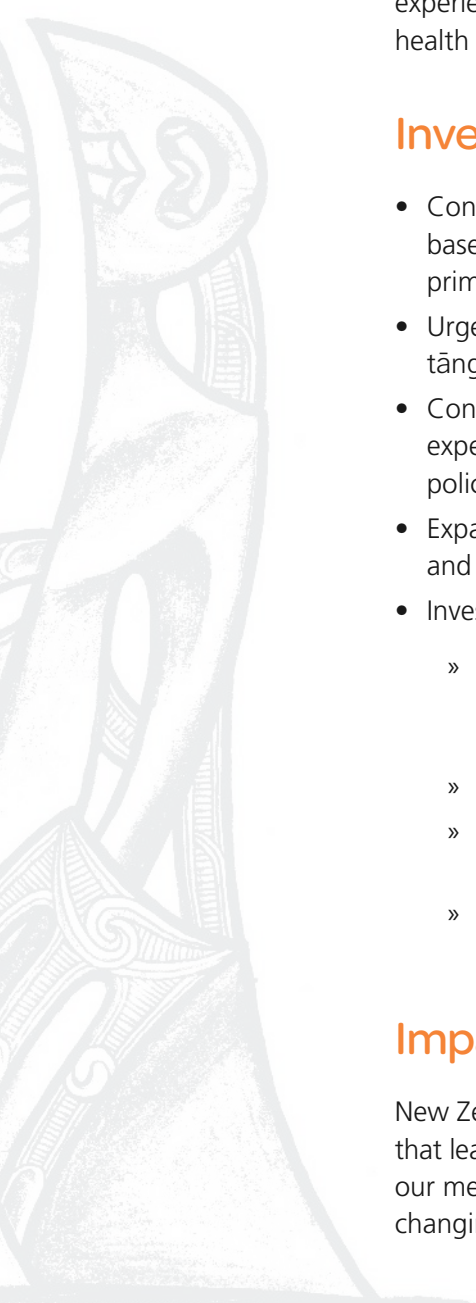 experie
health
Inve
• Con
base
prim
• Urge
tāng
• Con
expe
polic
• Expa
and
• Inves
»
»
»
»
Imp
New Ze
that lea
our me
changi